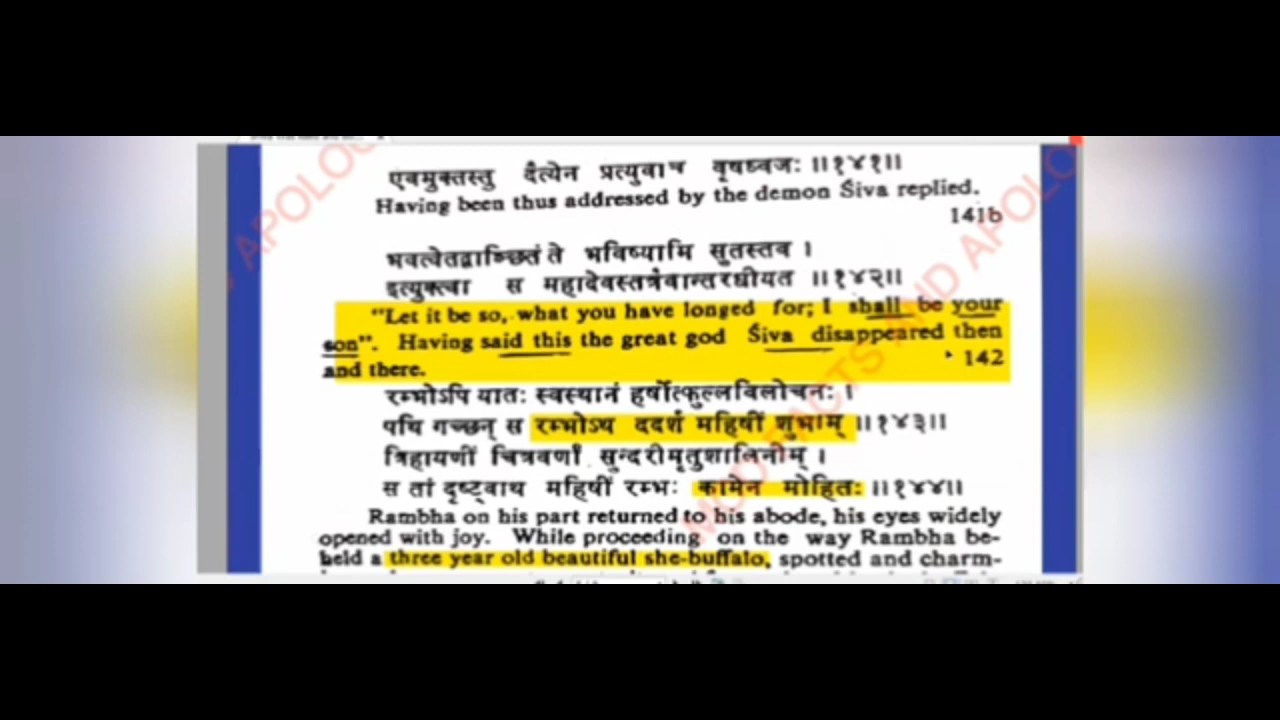 एवमुक्तस्तु दैत्येन प्रत्युवाच वृषध्वजः ॥१४१॥
Having been thus addressed by the demon Śiva replied.
141b
भवत्वेतद्वाञ्छितं ते भविष्यामि सुतस्तव ।
इत्युक्त्वा स महादेवस्तत्रैवान्तरधीयत ॥१४२॥
"Let it be so, what you have longed for; I shall be your
son". Having said this the great god Śiva disappeared then
and there. 142
रम्भोऽपि यातः स्वस्थानं हर्षोत्फुल्लविलोचनः ।
पथि गच्छन् स रम्भोऽथ ददर्श महिषीं शुभाम् ॥१४३॥
त्रिहायणीं चित्रवर्णां सुन्दरीमृतुशालिनीम् ।
स तां दृष्ट्वाथ महिषीं रम्भः कामेन मोहितः ॥१४४॥
Rambha on his part returned to his abode, his eyes widely
opened with joy. While proceeding on the way Rambha be-
held a three year old beautiful she-buffalo, spotted and charm-